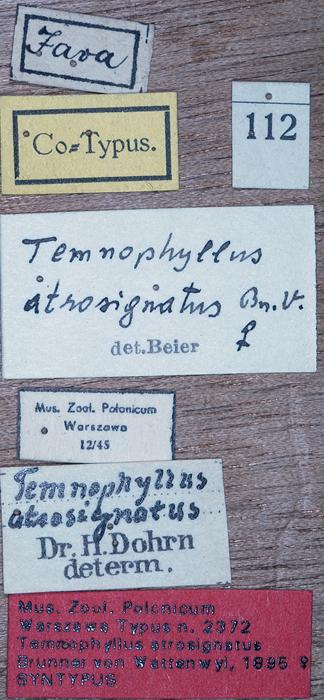 Java
Co=Typus.
112
Temnophyllus
atrosignatus Br.v.
♀
det.Beier
Mus. Zool. Polonicum
Warszawa
12/45
Temnophyllus
atrosignatus
Dr. H. Dohrn
determ.
Mus. Zool. Polonicum
Warszawa Typus n. 2372
Temnophyllus atrosignatus
Brunner von Wattenwyl, 1895 ♀
SYNTYPUS